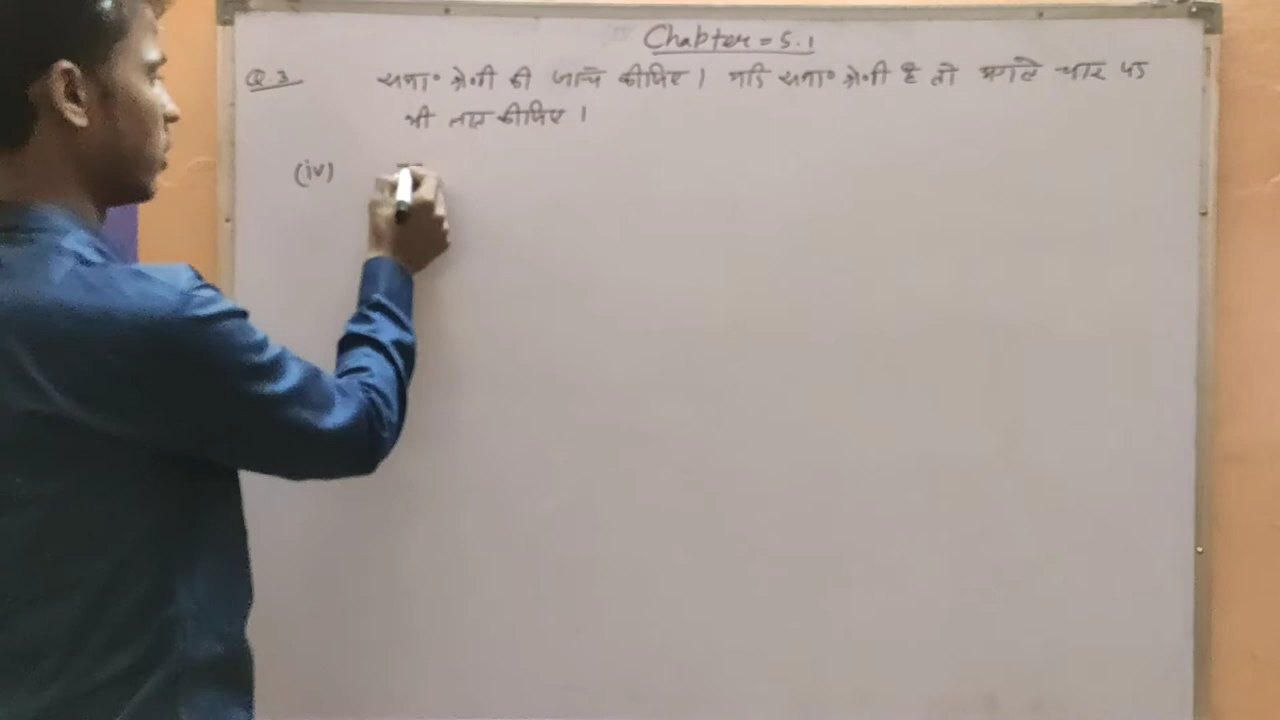 Chapter = 5.1
Q.3 समा० श्रेणी की जांच कीजिए । यदि समा० श्रेणी है तो अगले चार पद
भी ज्ञात कीजिए ।
(iv)